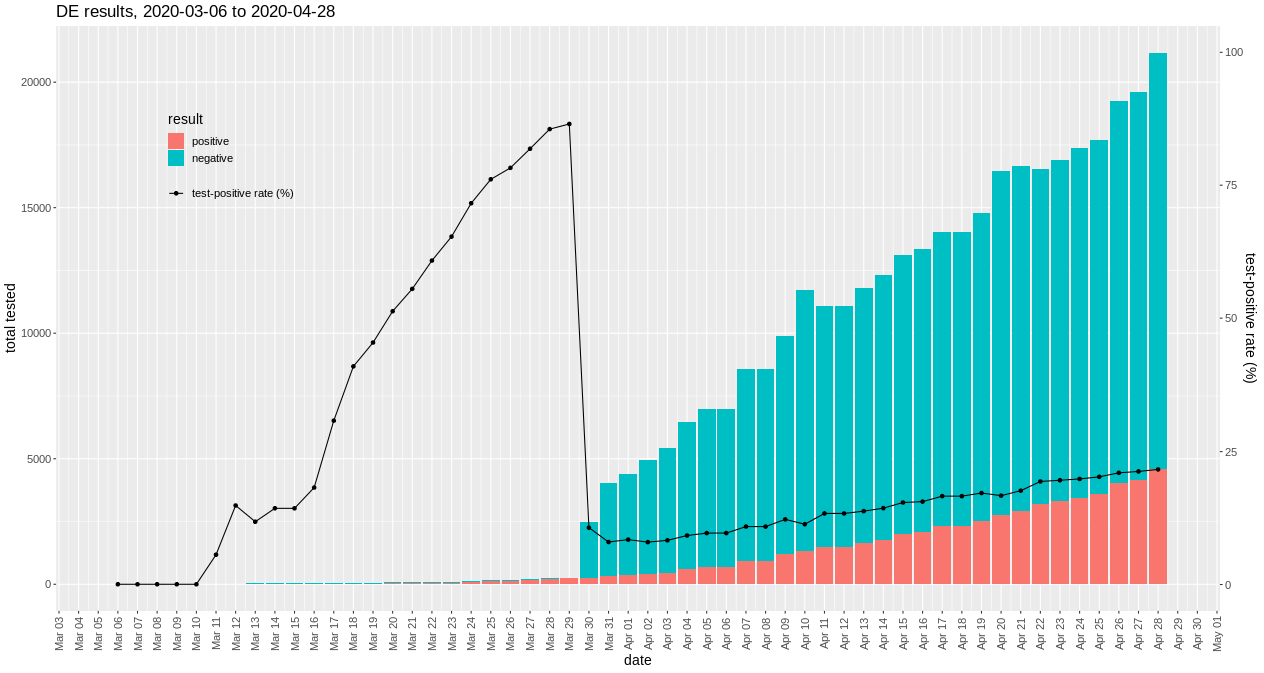 DE results, 2020-03-06 to 2020-04-28
result
positive
negative
test-positive rate (%)
total tested
20000
15000
10000
5000
0
100
75
50
25
0
test-positive rate (%)
Mar 03
Mar 04
Mar 05
Mar 06
Mar 07
Mar 08
Mar 09
Mar 10
Mar 11
Mar 12
Mar 13
Mar 14
Mar 15
Mar 16
Mar 17
Mar 18
Mar 19
Mar 20
Mar 21
Mar 22
Mar 23
Mar 24
Mar 25
Mar 26
Mar 27
Mar 28
Mar 29
Mar 30
Mar 31
Apr 01
Apr 02
Apr 03
Apr 04
Apr 05
Apr 06
Apr 07
Apr 08
Apr 09
Apr 10
Apr 11
Apr 12
Apr 13
Apr 14
Apr 15
Apr 16
Apr 17
Apr 18
Apr 19
Apr 20
Apr 21
Apr 22
Apr 23
Apr 24
Apr 25
Apr 26
Apr 27
Apr 28
Apr 29
Apr 30
May 01
date